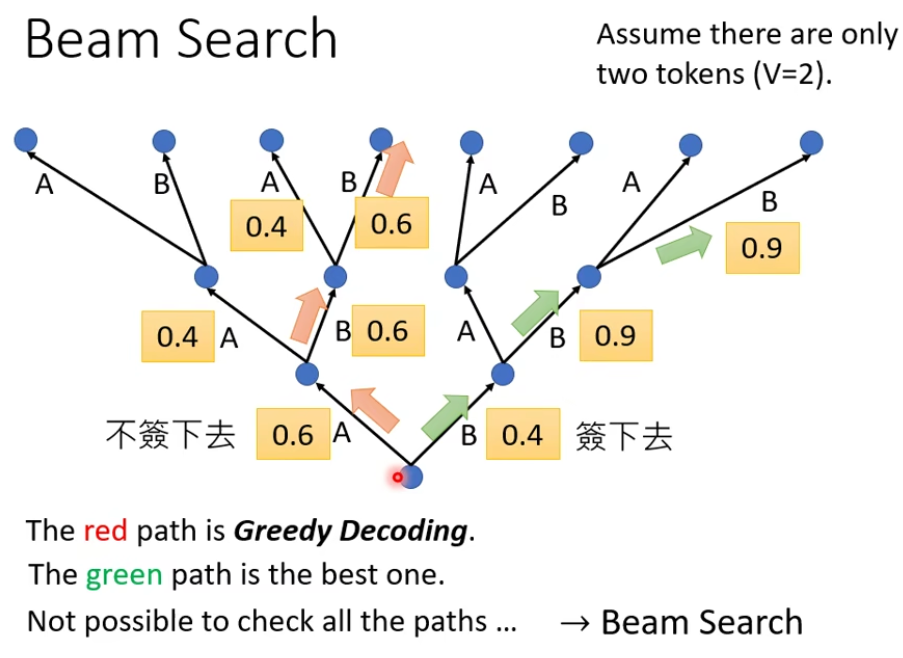 Beam Search
Assume there are only
two tokens (V=2).
A
B
A
B
A
B
A
B
0.4
0.6
0.9
0.4 A
B 0.6
A
B 0.9
不簽下去 0.6 A
B 0.4 簽下去
The red path is Greedy Decoding.
The green path is the best one.
Not possible to check all the paths ... → Beam Search